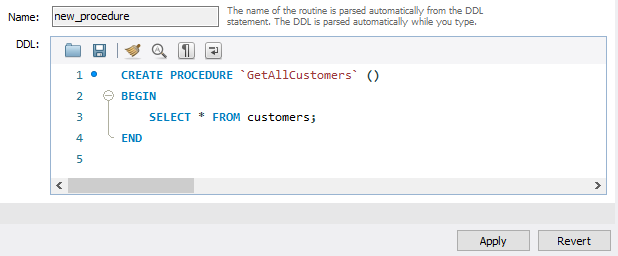 Name: new_procedure
The name of the routine is parsed automatically from the DDL
statement. The DDL is parsed automatically while you type.
DDL:
1 CREATE PROCEDURE `GetAllCustomers` ()
2 BEGIN
3 SELECT * FROM customers;
4 END
5
Apply Revert